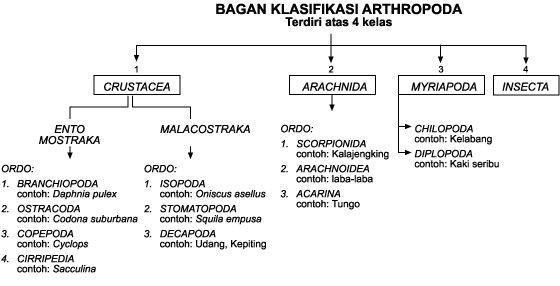 BAGAN KLASIFIKASI ARTHROPODA
Terdiri atas 4 kelas
1
CRUSTACEA
2
ARACHNIDA
3
MYRIAPODA
4
INSECTA
ENTO
MOSTRAKA
MALACOSTRAKA
ORDO:
1. BRANCHIOPODA
contoh: Daphnia pulex
2. OSTRACODA
contoh: Codona suburbana
3. COPEPODA
contoh: Cyclops
4. CIRRIPEDIA
contoh: Sacculina
ORDO:
1. ISOPODA
contoh: Oniscus asellus
2. STOMATOPODA
contoh: Squila empusa
3. DECAPODA
contoh: Udang, Kepiting
ORDO:
1. SCORPIONIDA
contoh: Kalajengking
2. ARACHNOIDEA
contoh: laba-laba
3. ACARINA
contoh: Tungo
CHILOPODA
contoh: Kelabang
DIPLOPODA
contoh: Kaki seribu